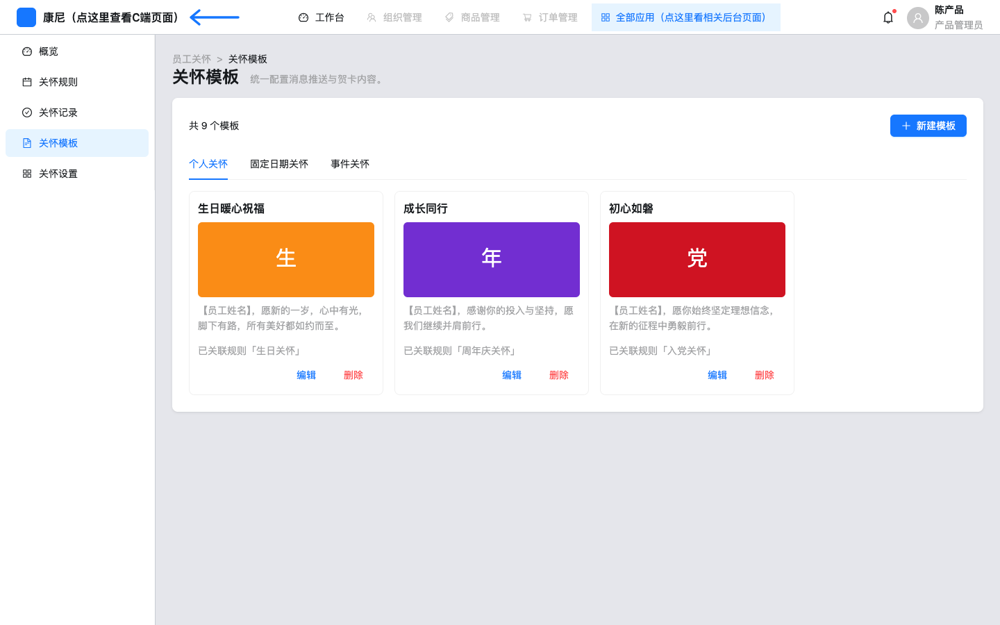 康尼（点这里查看C端页面）
工作台
组织管理
商品管理
订单管理
全部应用（点这里看相关后台页面）
陈产品
产品管理员
概览
关怀规则
关怀记录
关怀模板
关怀设置
员工关怀 > 关怀模板
关怀模板 统一配置消息推送与贺卡内容。
共 9 个模板
新建模板
个人关怀 固定日期关怀 事件关怀
生日暖心祝福
生
【员工姓名】，愿新的一岁，心中有光，
脚下有路，所有美好都如约而至。
已关联规则「生日关怀」
编辑 删除
成长同行
年
【员工姓名】，感谢你的投入与坚持，愿
我们继续并肩前行。
已关联规则「周年庆关怀」
编辑 删除
初心如磐
党
【员工姓名】，愿你始终坚定理想信念，
在新的征程中勇毅前行。
已关联规则「入党关怀」
编辑 删除